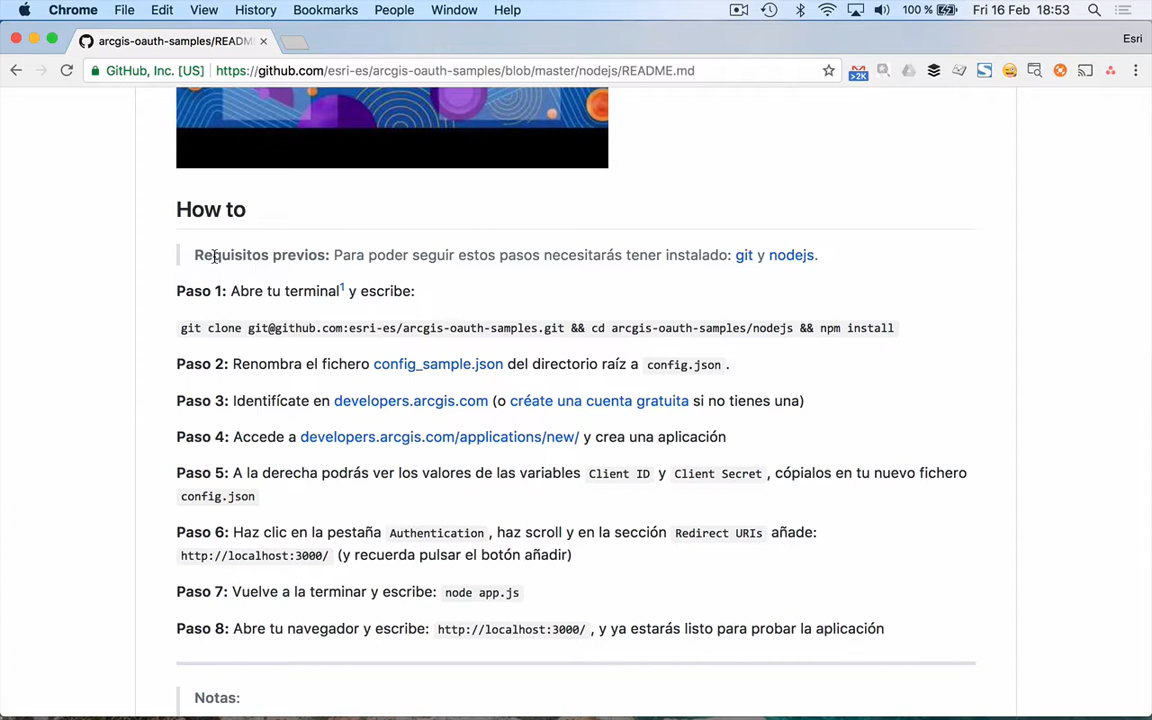 Chrome File Edit View History Bookmarks People Window Help 100 % Fri 16 Feb 18:53
arcgis-oauth-samples/READM Esri
GitHub, Inc. [US] https://github.com/esri-es/arcgis-oauth-samples/blob/master/nodejs/README.md >2K
How to
Requisitos previos: Para poder seguir estos pasos necesitarás tener instalado: git y nodejs.
Paso 1: Abre tu terminal1 y escribe:
git clone git@github.com:esri-es/arcgis-oauth-samples.git && cd arcgis-oauth-samples/nodejs && npm install
Paso 2: Renombra el fichero config_sample.json del directorio raíz a config.json.
Paso 3: Identifícate en developers.arcgis.com (o créate una cuenta gratuita si no tienes una)
Paso 4: Accede a developers.arcgis.com/applications/new/ y crea una aplicación
Paso 5: A la derecha podrás ver los valores de las variables Client ID y Client Secret, cópialos en tu nuevo fichero
config.json
Paso 6: Haz clic en la pestaña Authentication, haz scroll y en la sección Redirect URIs añade:
http://localhost:3000/ (y recuerda pulsar el botón añadir)
Paso 7: Vuelve a la terminar y escribe: node app.js
Paso 8: Abre tu navegador y escribe: http://localhost:3000/, y ya estarás listo para probar la aplicación
Notas: